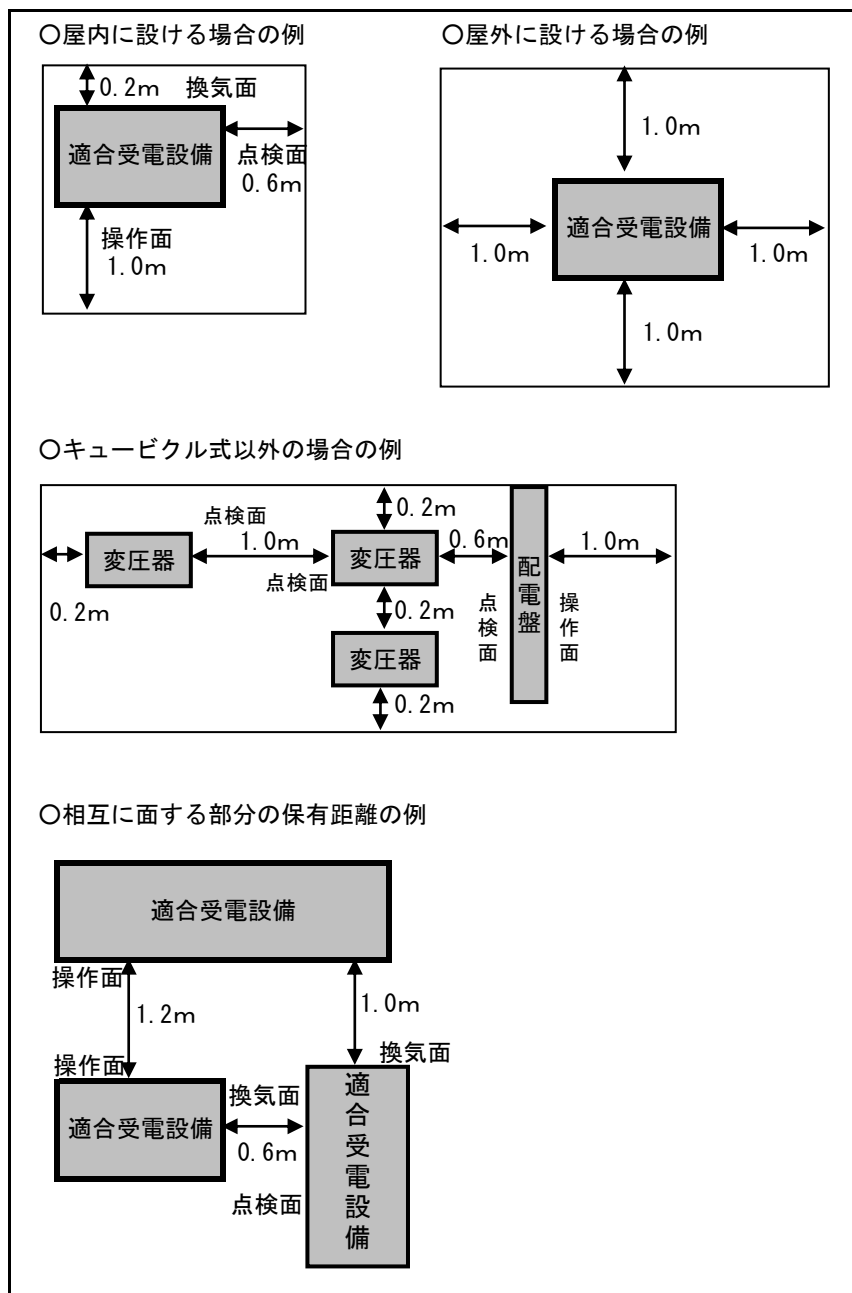 〇屋内に設ける場合の例
0.2m 換気面
適合受電設備
点検面
0.6m
操作面
1.0m
〇屋外に設ける場合の例
1.0m
1.0m
適合受電設備
1.0m
1.0m
〇キュービクル式以外の場合の例
0.2m
変圧器
点検面
1.0m
点検面
0.2m
変圧器
0.6m
0.2m
変圧器
0.2m
点検面
配電盤
操作面
1.0m
〇相互に面する部分の保有距離の例
適合受電設備
操作面
1.2m
1.0m
操作面
換気面
適合受電設備
換気面
0.6m
点検面
適合受電設備